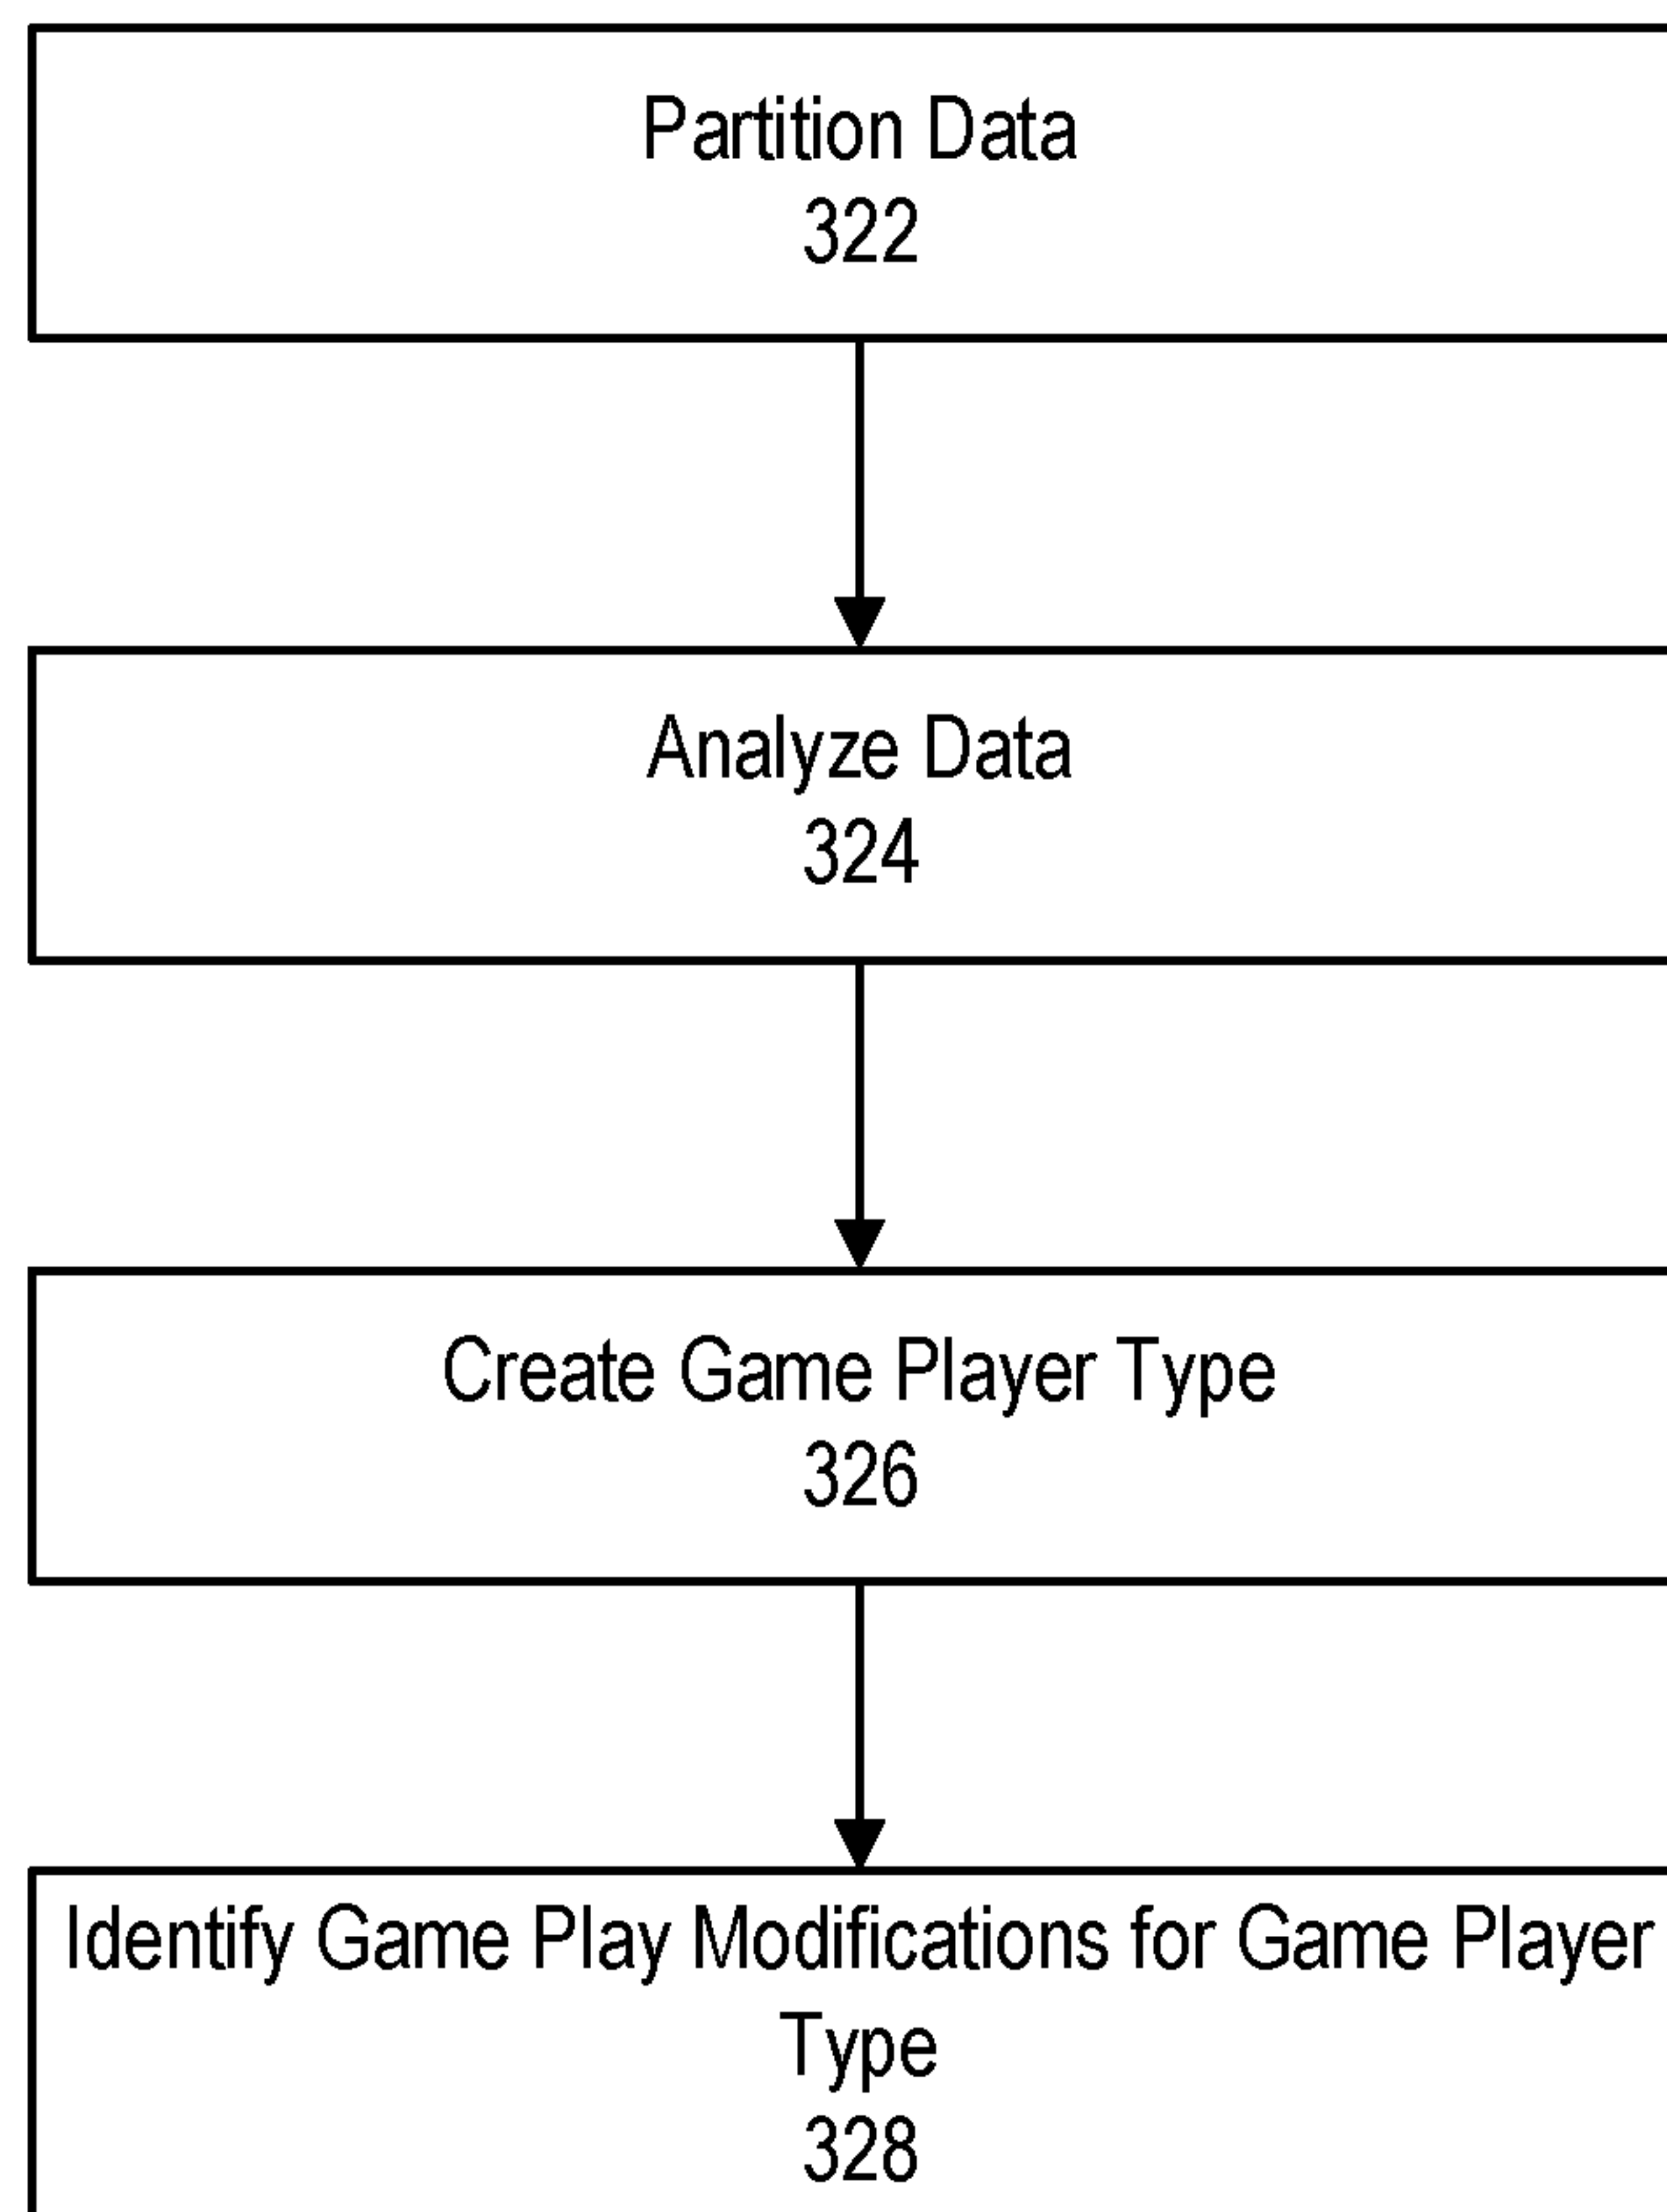 Partition Data
322
Analyze Data
324
Create Game Player Type
326
Identify Game Play Modifications for Game Player
Type
328